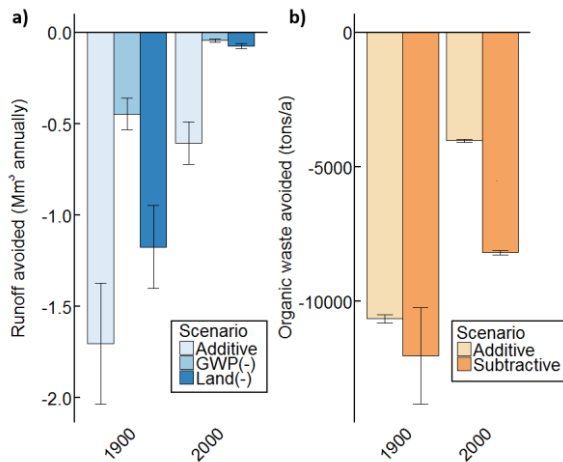 a)
Runoff avoided (Mm³ annually)
0.0
-0.5
-1.0
-1.5
-2.0
1900
2000
Scenario
Additive
GWP(-)
Land(-)
b)
Organic waste avoided (tons/a)
0
-5000
-10000
1900
2000
Scenario
Additive
Subtractive